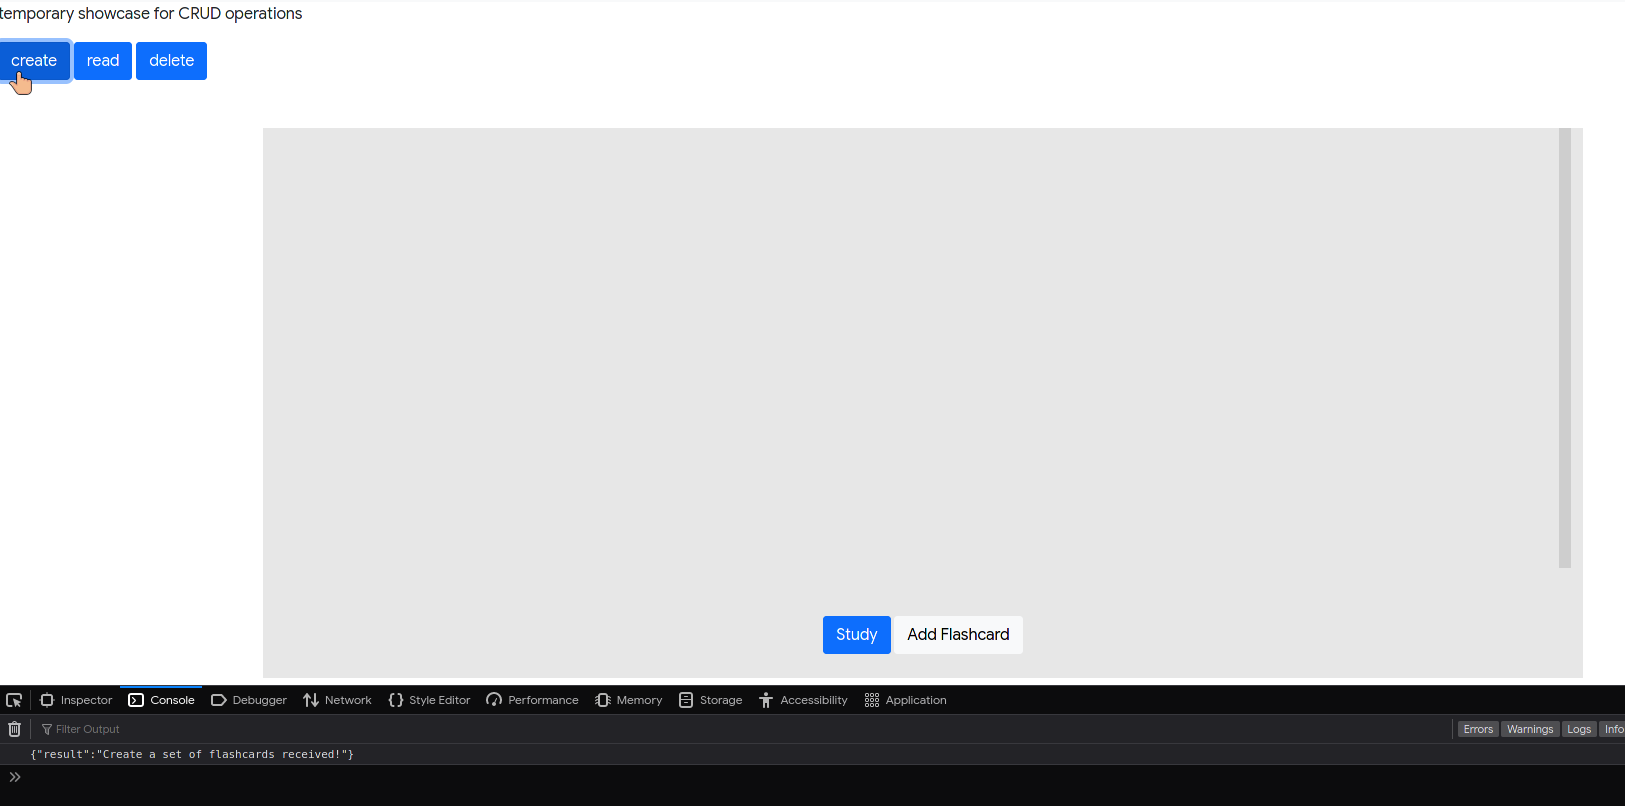 temporary showcase for CRUD operations
create read delete
Study Add Flashcard
Inspector Console Debugger Network Style Editor Performance Memory Storage Accessibility Application
Filter Output Errors Warnings Logs Info
{"result":"Create a set of flashcards received!"}